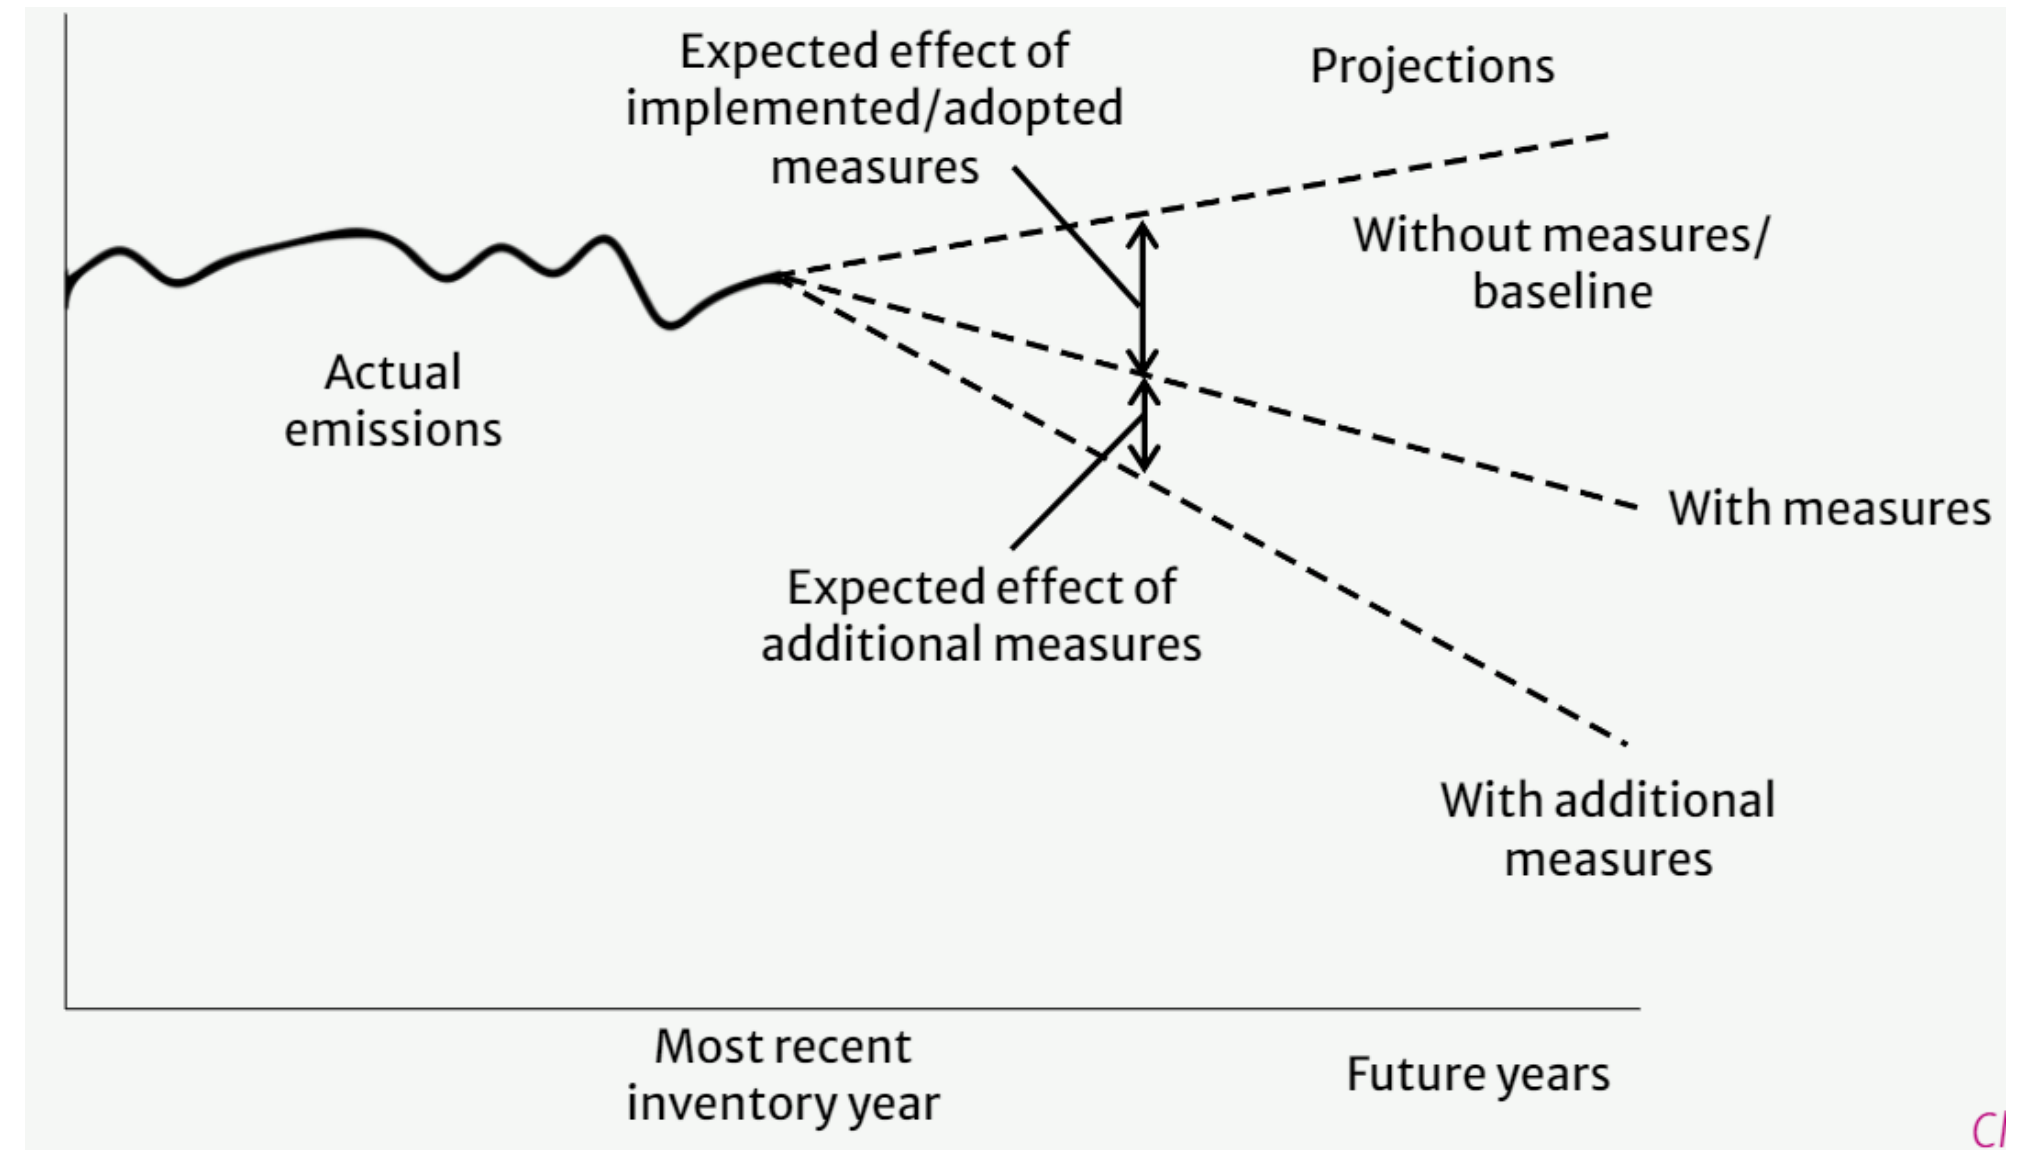 Expected effect of
implemented/adopted
measures
Projections
Without measures/
baseline
Actual
emissions
With measures
Expected effect of
additional measures
With additional
measures
Most recent
inventory year
Future years